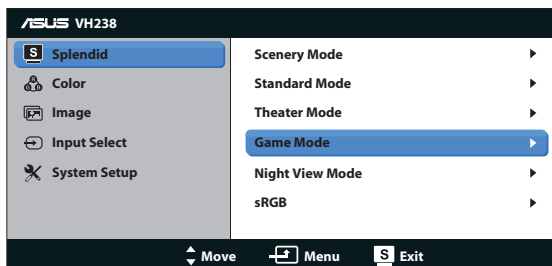 ASUS VH238
S Splendid
Color
Image
Input Select
System Setup
Scenery Mode
Standard Mode
Theater Mode
Game Mode
Night View Mode
sRGB
Move Menu S Exit